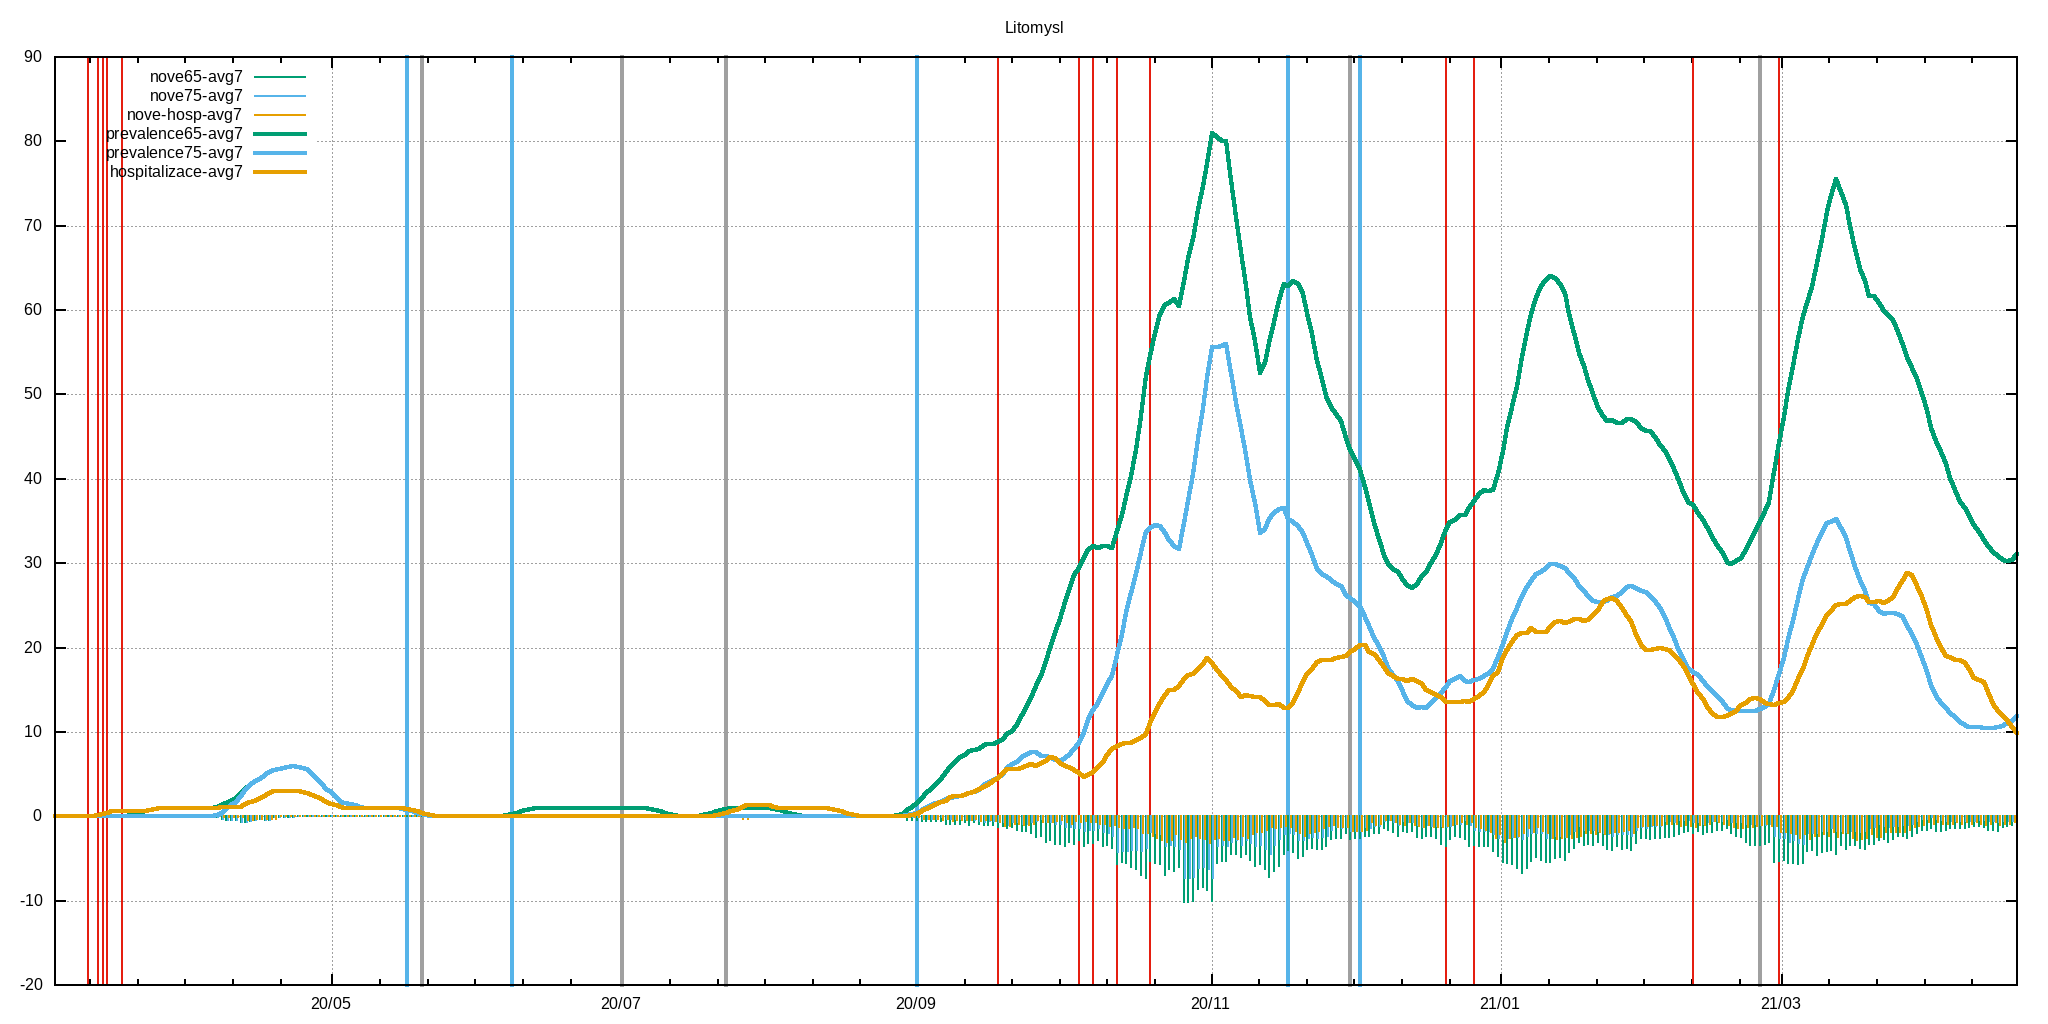 Litomysl
90
80
70
60
50
40
30
20
10
0
-10
-20
nove65-avg7
nove75-avg7
nove-hosp-avg7
prevalence65-avg7
prevalence75-avg7
hospitalizace-avg7
20/05 20/07 20/09 20/11 21/01 21/03